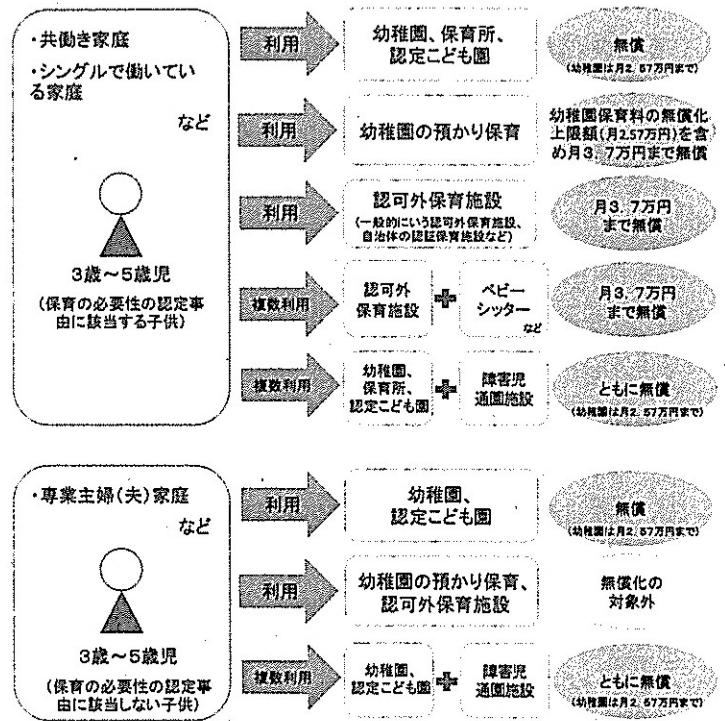 ・共働き家庭
・シングルで働いてい
る家庭
など
3歳～5歳児
(保育の必要性の認定事
由に該当する子供)
利用
幼稚園、保育所、
認定こども園
無償
(幼稚園は月2.57万円まで)
利用
幼稚園の預かり保育
幼稚園保育料の無償化
上限額(月2.57万円)を含
め月3.7万円まで無償
利用
認可外保育施設
(一般的にいう認可外保育施設、
自治体の認証保育施設など)
月3.7万円
まで無償
複数利用
認可外
保育施設
ベビー
シッター
など
月3.7万円
まで無償
複数利用
幼稚園、
保育所、
認定こども園
障害児
通園施設
ともに無償
(幼稚園は月2.57万円まで)
・専業主婦(夫)家庭
など
3歳～5歳児
(保育の必要性の認定事
由に該当しない子供)
利用
幼稚園、
認定こども園
無償
(幼稚園は月2.57万円まで)
利用
幼稚園の預かり保育、
認可外保育施設
無償化の
対象外
複数利用
幼稚園、
認定こども園
障害児
通園施設
ともに無償
(幼稚園は月2.57万円まで)